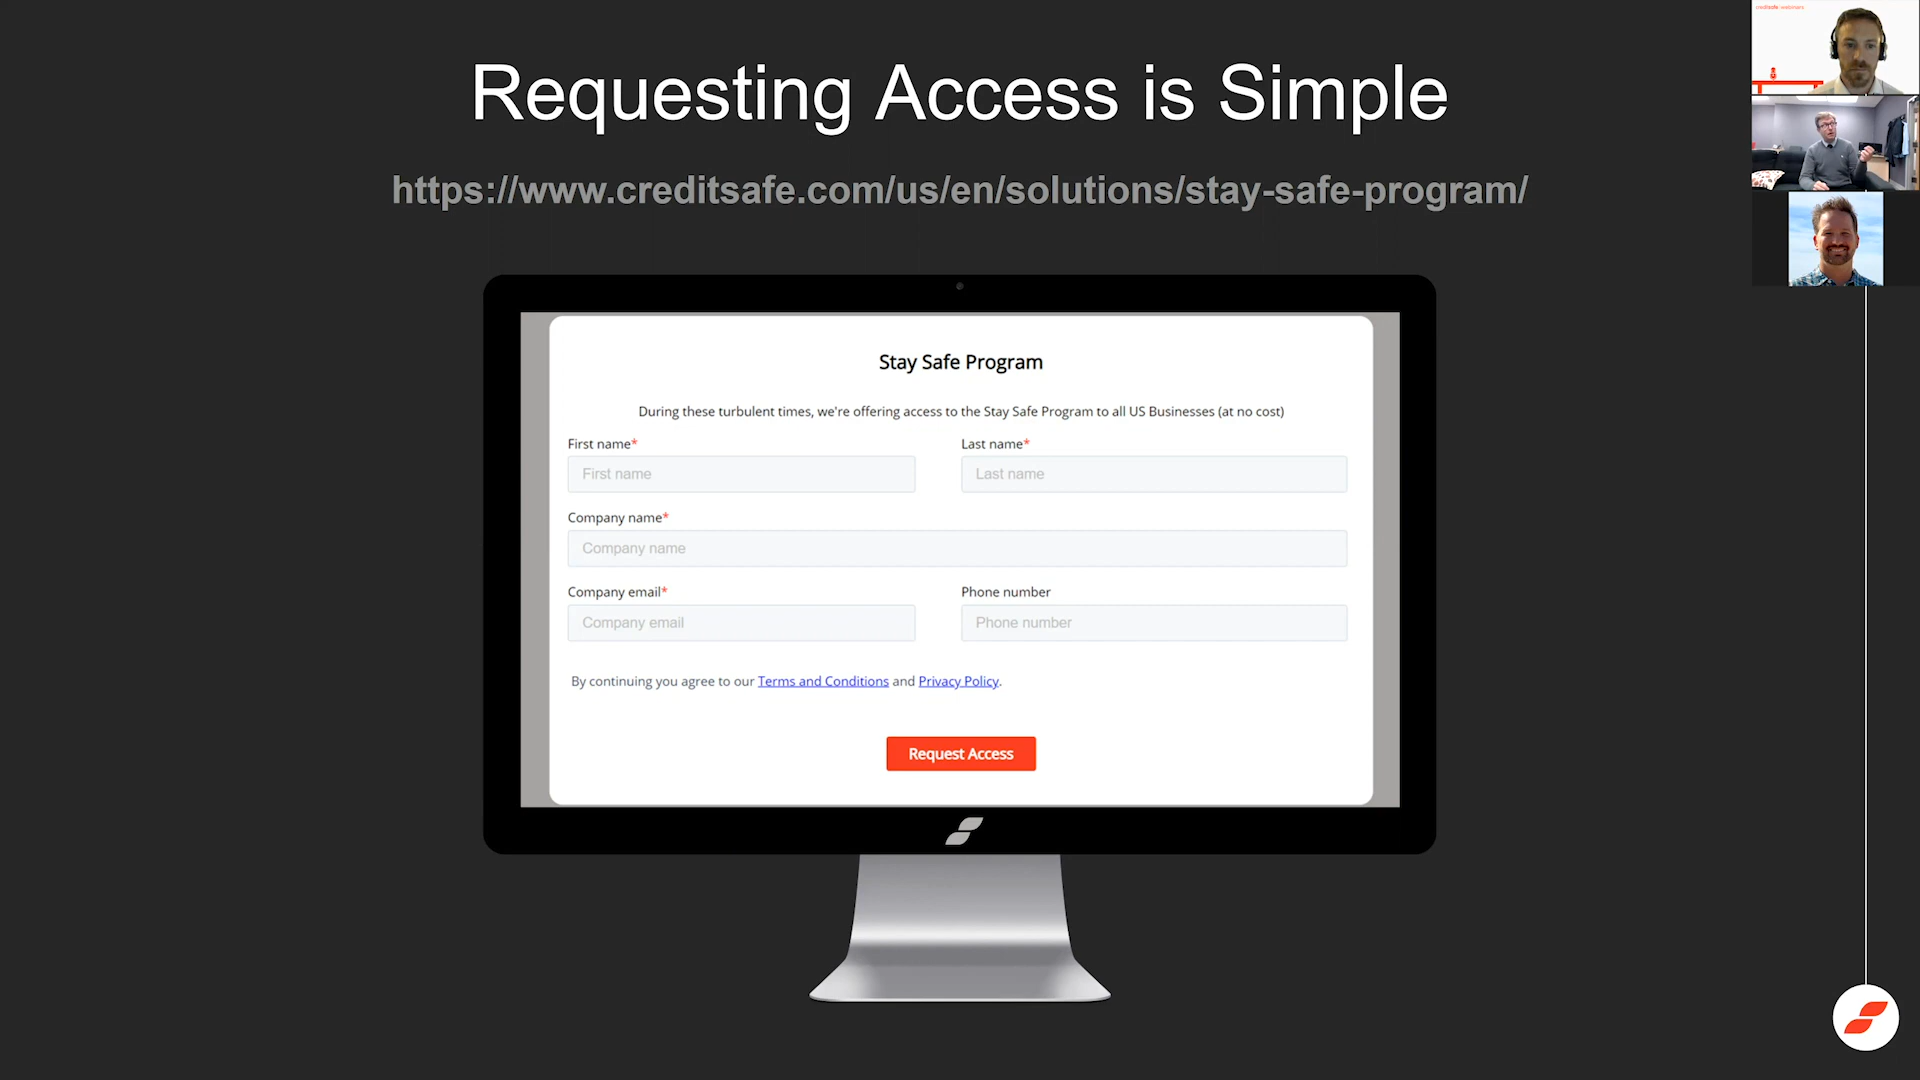 Requesting Access is Simple
https://www.creditsafe.com/us/en/solutions/stay-safe-program/
creditsafe webinars
Stay Safe Program
During these turbulent times, we're offering access to the Stay Safe Program to all US Businesses (at no cost)
First name* Last name*
First name Last name
Company name*
Company name
Company email* Phone number
Company email Phone number
By continuing you agree to our Terms and Conditions and Privacy Policy.
Request Access